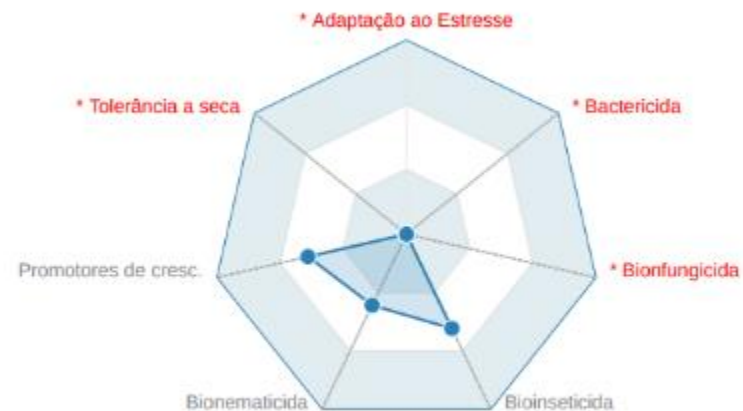 * Adaptação ao Estresse
* Tolerância a seca
* Bactericida
Promotores de cresc.
* Bionfungicida
Bionematicida
Bioinseticida